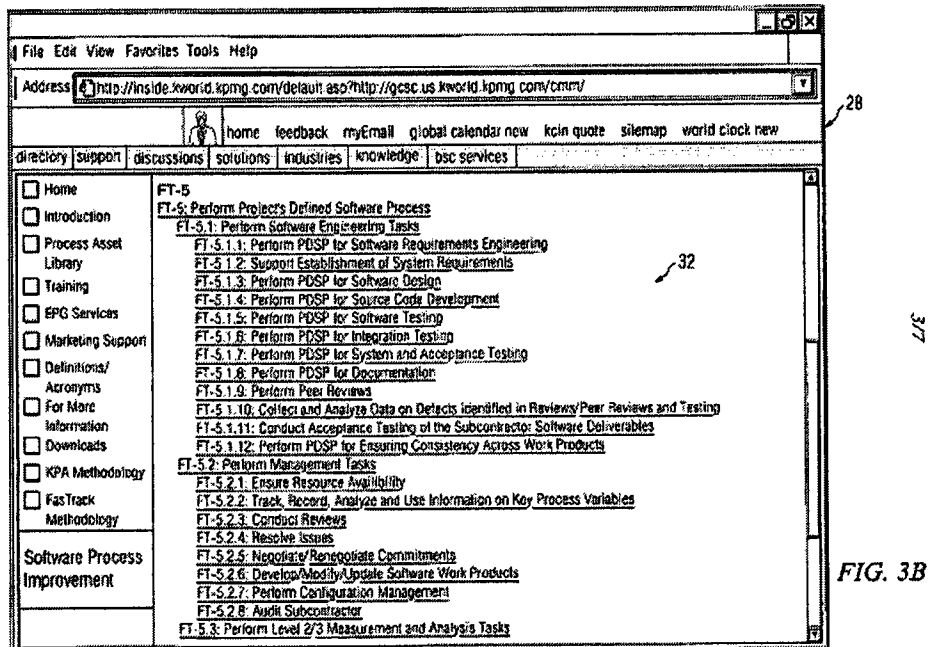 File Edit View Favorites Tools Help
Address http://inside.kworld.kpmg.com/default.asp?http://gcsc.us.kworld.kpmg.com/cmm/
28
home feedback myEmail global calendar new kcin quote sitemap world clock new
directory support discussions solutions industries knowledge bsc services
Home
Introduction
Process Asset
Library
Training
EPG Services
Marketing Support
Definitions/
Acronyms
For More
Information
Downloads
KPA Methodology
FasTrack
Methodology
Software Process
Improvement
FT-5
FT-5: Perform Project's Defined Software Process
FT-5.1: Perform Software Engineering Tasks
FT-5.1.1: Perform PDSP for Software Requirements Engineering
FT-5.1.2: Support Establishment of System Requirements
FT-5.1.3: Perform PDSP for Software Design
FT-5.1.4: Perform PDSP for Source Code Development
FT-5.1.5: Perform PDSP for Software Testing
FT-5.1.6: Perform PDSP for Integration Testing
FT-5.1.7: Perform PDSP for System and Acceptance Testing
FT-5.1.8: Perform PDSP for Documentation
FT-5.1.9: Perform Peer Reviews
FT-5.1.10: Collect and Analyze Data on Defects Identified in Reviews/Peer Reviews and Testing
FT-5.1.11: Conduct Acceptance Testing of the Subcontractor Software Deliverables
FT-5.1.12: Perform PDSP for Ensuring Consistency Across Work Products
FT-5.2: Perform Management Tasks
FT-5.2.1: Ensure Resource Availibility
FT-5.2.2: Track, Record, Analyze and Use Information on Key Process Variables
FT-5.2.3: Conduct Reviews
FT-5.2.4: Resolve Issues
FT-5.2.5: Negotiate/Renegotiate Commitments
FT-5.2.6: Develop/Modify/Update Software Work Products
FT-5.2.7: Perform Configuration Management
FT-5.2.8: Audit Subcontractor
FT-5.3: Perform Level 2/3 Measurement and Analysis Tasks
32
3/7
FIG. 3B